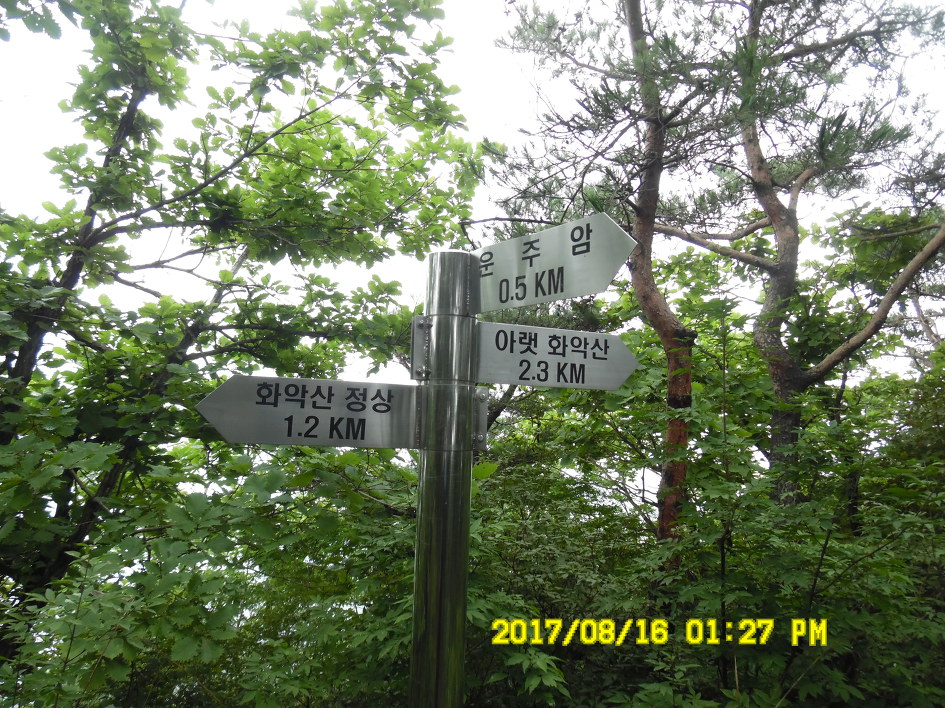 운 주 암
0.5 KM
아랫 화악산
2.3 KM
화악산 정상
1.2 KM
2017/08/16 01:27 PM